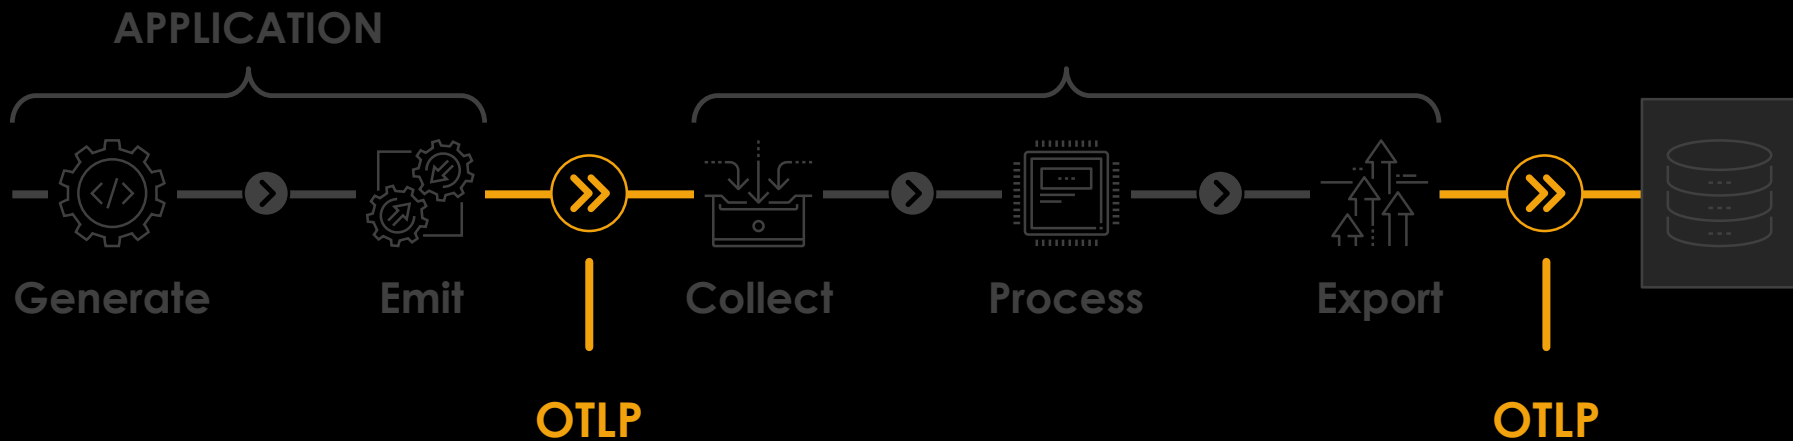 APPLICATION
Generate
Emit
Collect
Process
Export
OTLP
OTLP